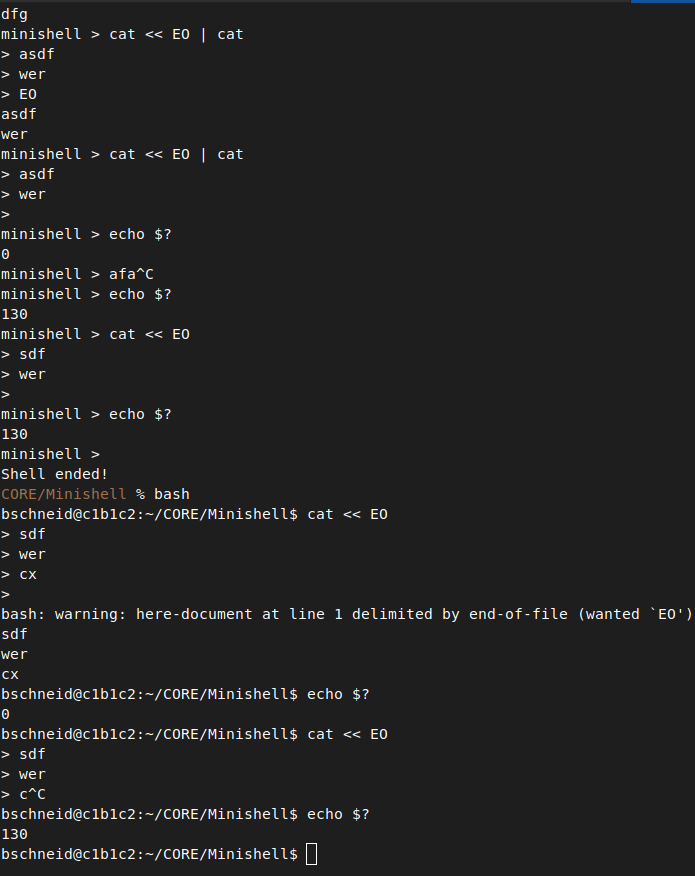 dfg
minishell > cat << EO | cat
> asdf
> wer
> EO
asdf
wer
minishell > cat << EO | cat
> asdf
> wer
>
minishell > echo $?
0
minishell > afa^C
minishell > echo $?
130
minishell > cat << EO
> sdf
> wer
>
minishell > echo $?
130
minishell >
Shell ended!
CORE/Minishell % bash
bschneid@c1b1c2:~/CORE/Minishell$ cat << EO
> sdf
> wer
> cx
>
bash: warning: here-document at line 1 delimited by end-of-file (wanted `EO')
sdf
wer
cx
bschneid@c1b1c2:~/CORE/Minishell$ echo $?
0
bschneid@c1b1c2:~/CORE/Minishell$ cat << EO
> sdf
> wer
> c^C
bschneid@c1b1c2:~/CORE/Minishell$ echo $?
130
bschneid@c1b1c2:~/CORE/Minishell$